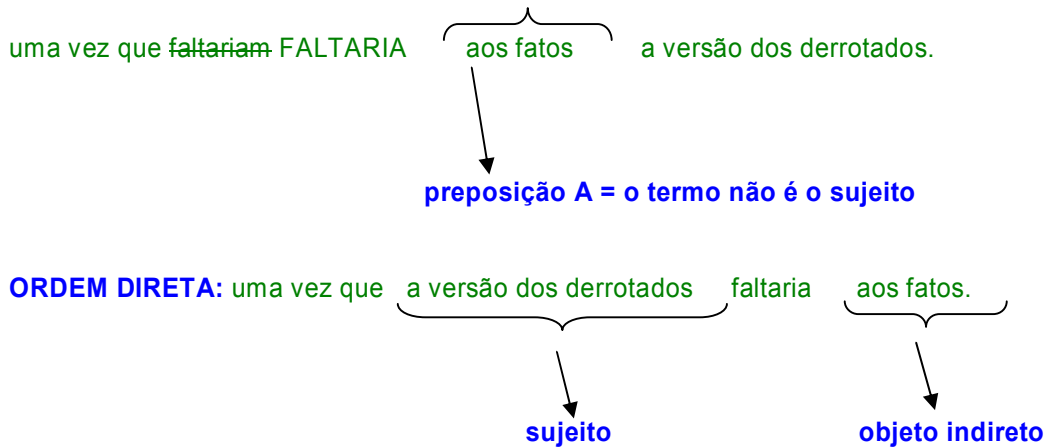 uma vez que faltariam FALTARIA aos fatos a versão dos derrotados.
preposição A = o termo não é o sujeito
ORDEM DIRETA: uma vez que a versão dos derrotados faltaria aos fatos.
sujeito objeto indireto